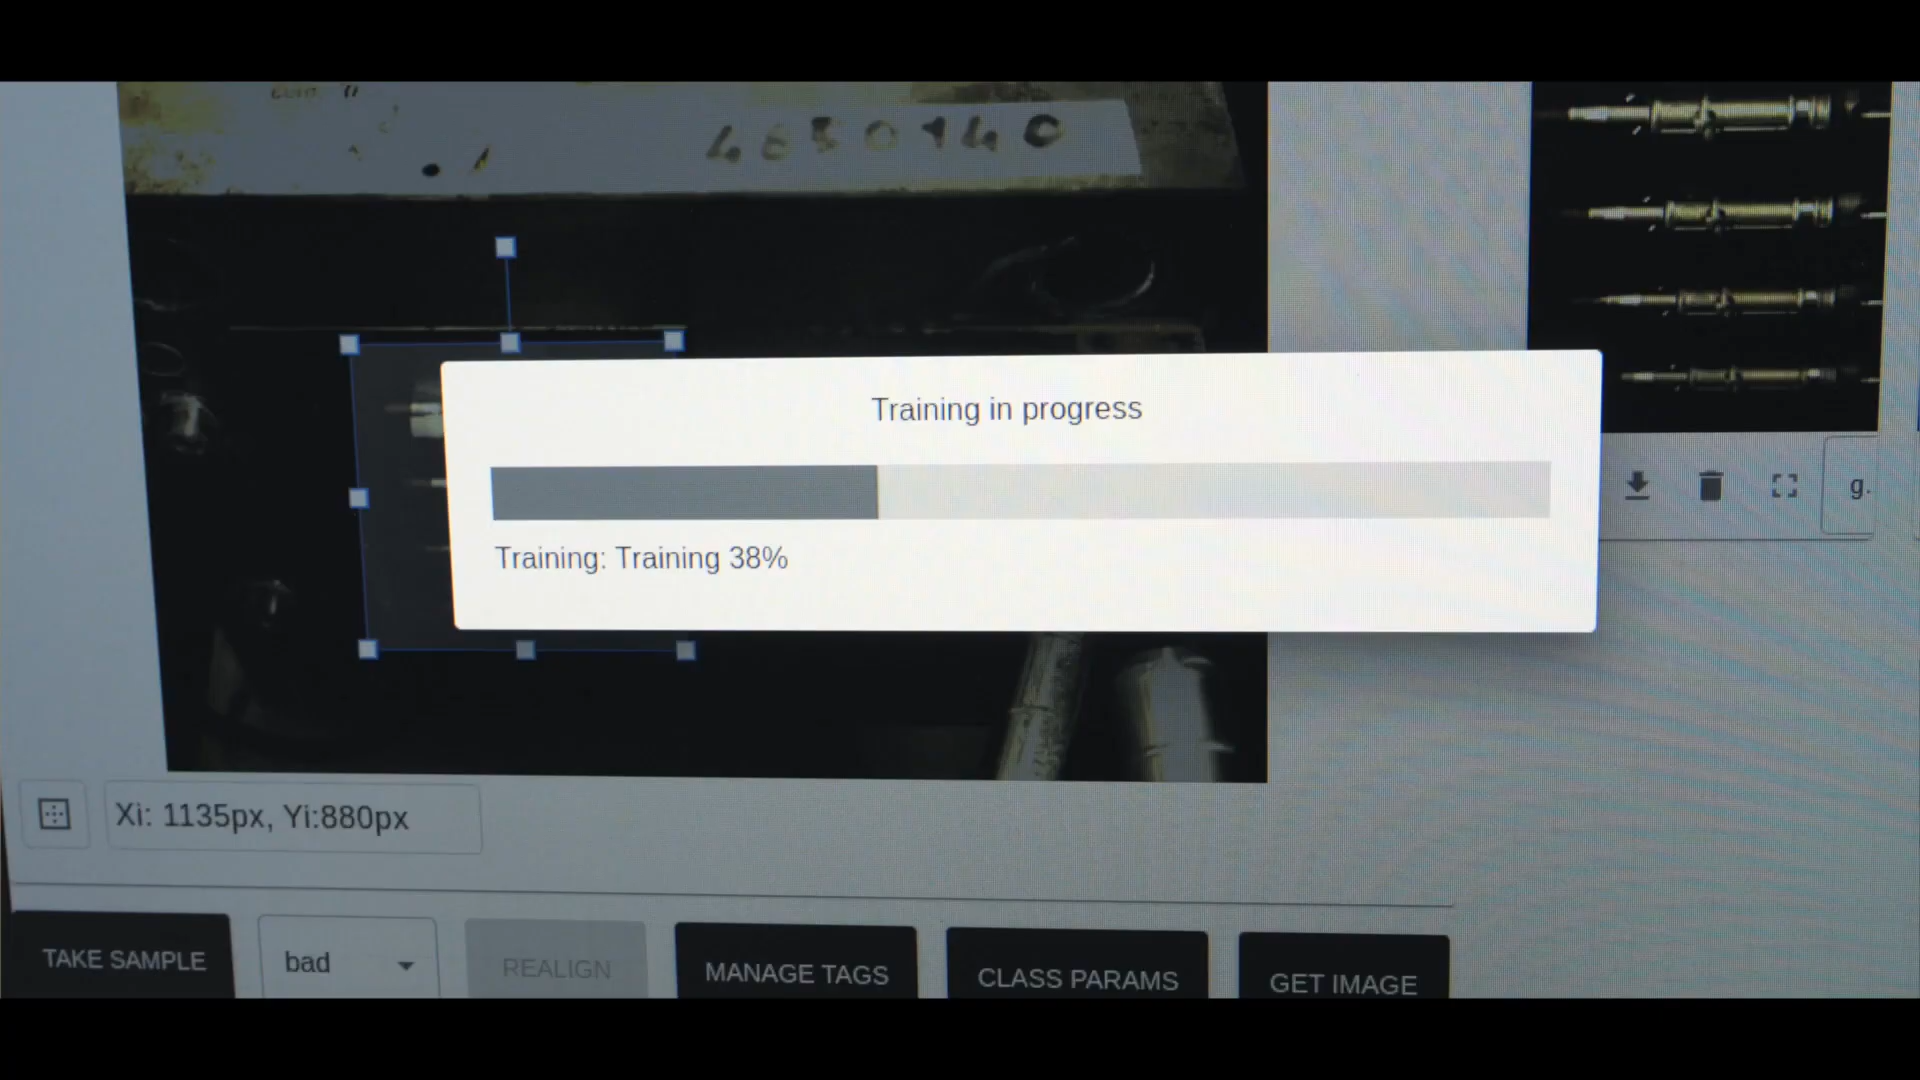 4650940
Training in progress
Training: Training 38%
g.
Xi: 1135px, Yi:880px
TAKE SAMPLE
bad
REALIGN
MANAGE TAGS
CLASS PARAMS
GET IMAGE